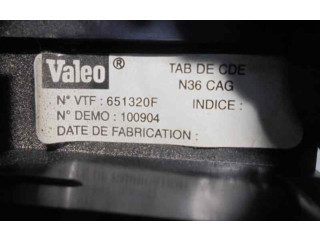 Valeo®
TAB DE CDE
N36 CAG
N° VTF : 651320F
INDICE :
N° DEMO : 100904
DATE DE FABRICATION :